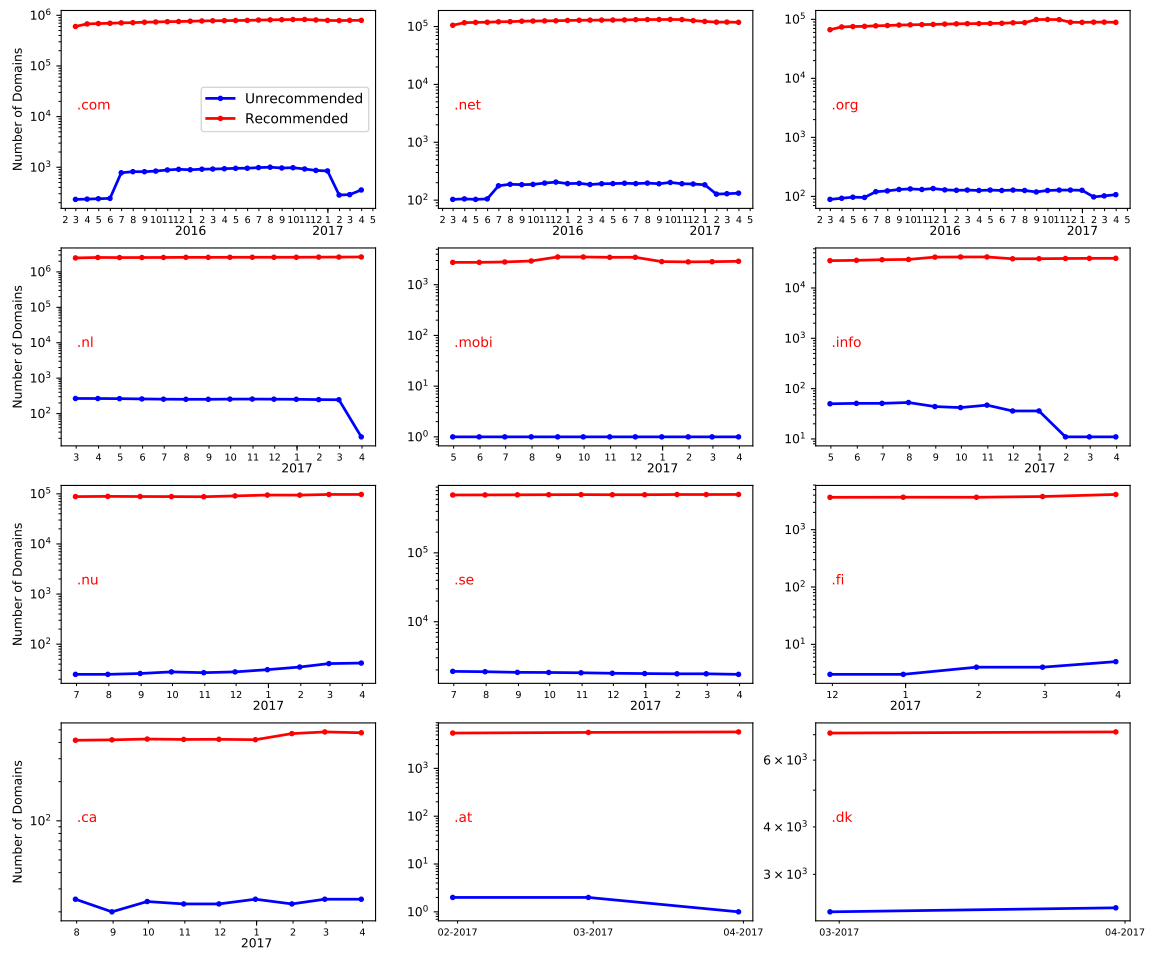 10^6
10^5
10^4
10^3
Number of Domains
.com
Unrecommended
Recommended
2 3 4 5 6 7 8 9 10 11 12 1 2 3 4 5 6 7 8 9 10 11 12 1 2 3 4 5
2016 2017
10^5
10^4
10^3
10^2
.net
2 3 4 5 6 7 8 9 10 11 12 1 2 3 4 5 6 7 8 9 10 11 12 1 2 3 4 5
2016 2017
10^5
10^4
10^3
10^2
.org
2 3 4 5 6 7 8 9 10 11 12 1 2 3 4 5 6 7 8 9 10 11 12 1 2 3 4 5
2016 2017
10^6
10^5
10^4
10^3
10^2
Number of Domains
.nl
3 4 5 6 7 8 9 10 11 12 1 2 3 4
2017
10^3
10^2
10^1
10^0
.mobi
5 6 7 8 9 10 11 12 1 2 3 4
2017
10^4
10^3
10^2
10^1
.info
5 6 7 8 9 10 11 12 1 2 3 4
2017
10^5
10^4
10^3
10^2
Number of Domains
.nu
7 8 9 10 11 12 1 2 3 4
2017
10^5
10^4
.se
7 8 9 10 11 12 1 2 3 4
2017
10^3
10^2
10^1
.fi
12 1 2 3 4
2017
10^2
Number of Domains
.ca
8 9 10 11 12 1 2 3 4
2017
10^3
10^2
10^1
10^0
.at
02-2017 03-2017 04-2017
6 × 10^3
4 × 10^3
3 × 10^3
.dk
03-2017 04-2017